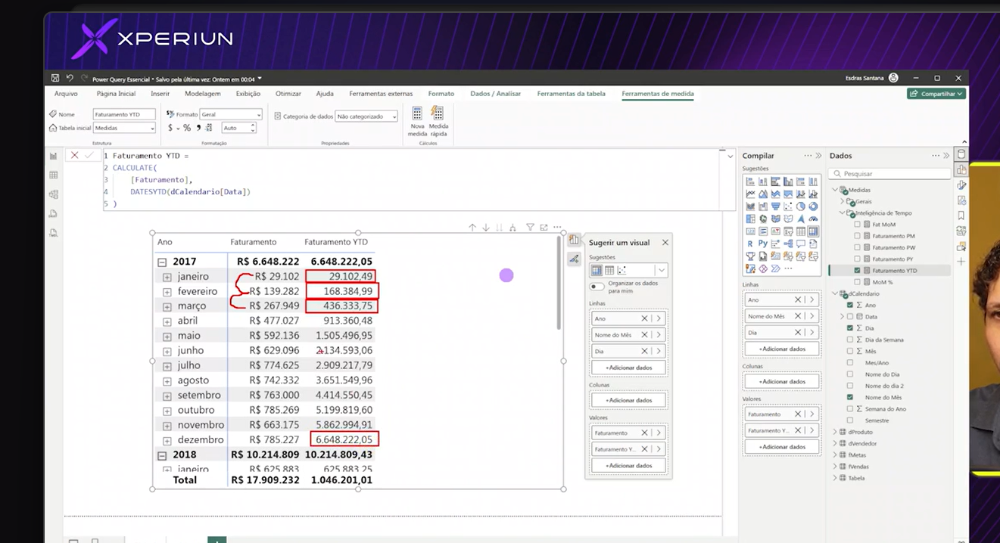 XPERIUN
Power Query Essencial • Salvo pela última vez: Ontem em 00:04
Esdras Santana
Arquivo Página Inicial Inserir Modelagem Exibição Otimizar Ajuda Ferramentas externas Formato Dados / Analisar Ferramentas da tabela Ferramentas de medida
Compartilhar
Nome Faturamento YTD
Formato Geral
Categoria de dados Não categorizado
Tabela inicial Medidas
$ % Auto
Nova medida
Medida rápida
Estrutura Formatação Propriedades Cálculos
1 Faturamento YTD =
2 CALCULATE(
3 [Faturamento],
4 DATESYTD(dCalendario[Data])
5 )
Ano Faturamento Faturamento YTD
2017 R$ 6.648.222 6.648.222,05
janeiro R$ 29.102 29.102,49
fevereiro R$ 139.282 168.384,99
março R$ 267.949 436.333,75
abril R$ 477.027 913.360,48
maio R$ 592.136 1.505.496,95
junho R$ 629.096 2.134.593,06
julho R$ 774.625 2.909.217,79
agosto R$ 742.332 3.651.549,96
setembro R$ 763.000 4.414.550,45
outubro R$ 785.269 5.199.819,60
novembro R$ 663.175 5.862.994,91
dezembro R$ 785.227 6.648.222,05
2018 R$ 10.214.809 10.214.809,43
janeiro R$ 625.883 625.883,25
Total R$ 17.909.232 1.046.201,01
Sugerir um visual
Sugestões
Organizar os dados
para mim
Linhas
Ano
Nome do Mês
Dia
+Adicionar dados
Colunas
+Adicionar dados
Valores
Faturamento
Faturamento Y...
+Adicionar dados
Compilar
Sugestões
R Py
Linhas
Ano
Nome do Mês
Dia
+Adicionar dados
Colunas
+Adicionar dados
Valores
Faturamento
Faturamento Y...
+Adicionar dados
Dados
Pesquisar
Medidas
Gerais
Inteligência de Tempo
Fat MoM
Faturamento PM
Faturamento PW
Faturamento PY
Faturamento YTD
MoM %
dCalendario
Ano
Data
Dia
Dia da Semana
Mês
Mes/Ano
Nome do Dia
Nome do dia 2
Nome do Mês
Semana do Ano
Semestre
dProduto
dVendedor
fMetas
fVendas
Tabela